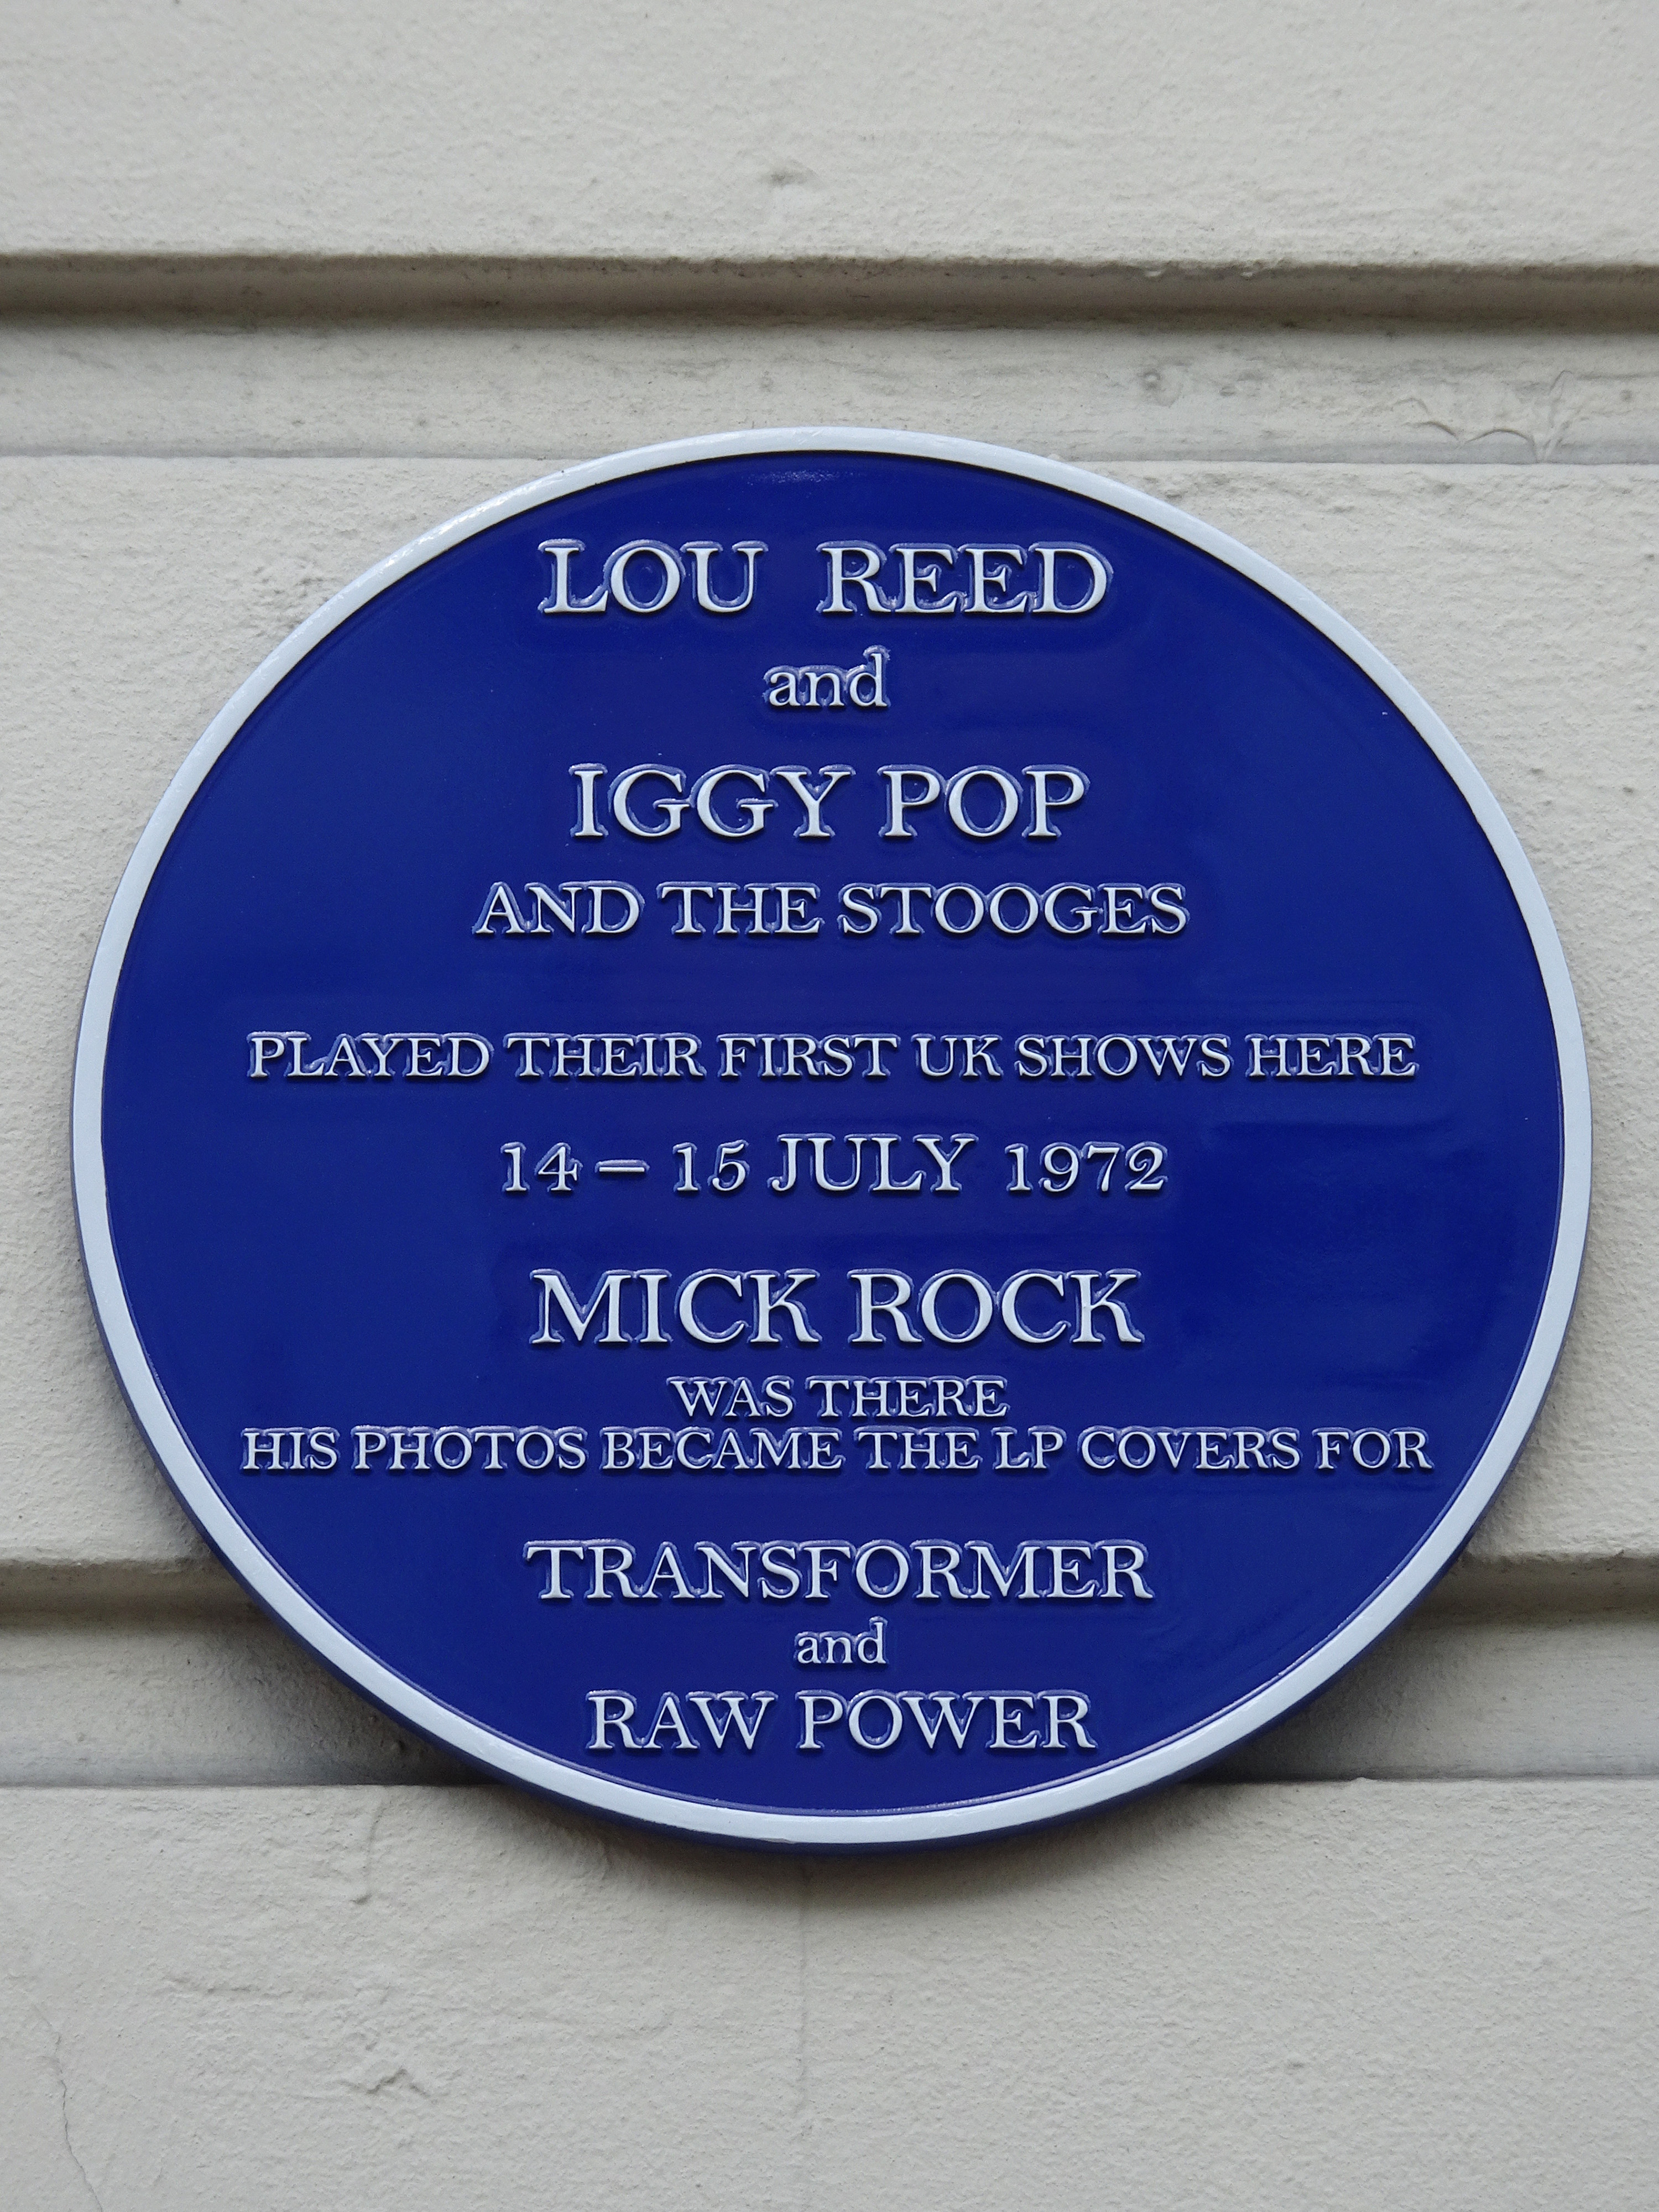 LOU REED
and
IGGY POP
AND THE STOOGES
PLAYED THEIR FIRST UK SHOWS HERE
14 – 15 JULY 1972
MICK ROCK
WAS THERE
HIS PHOTOS BECAME THE LP COVERS FOR
TRANSFORMER
and
RAW POWER